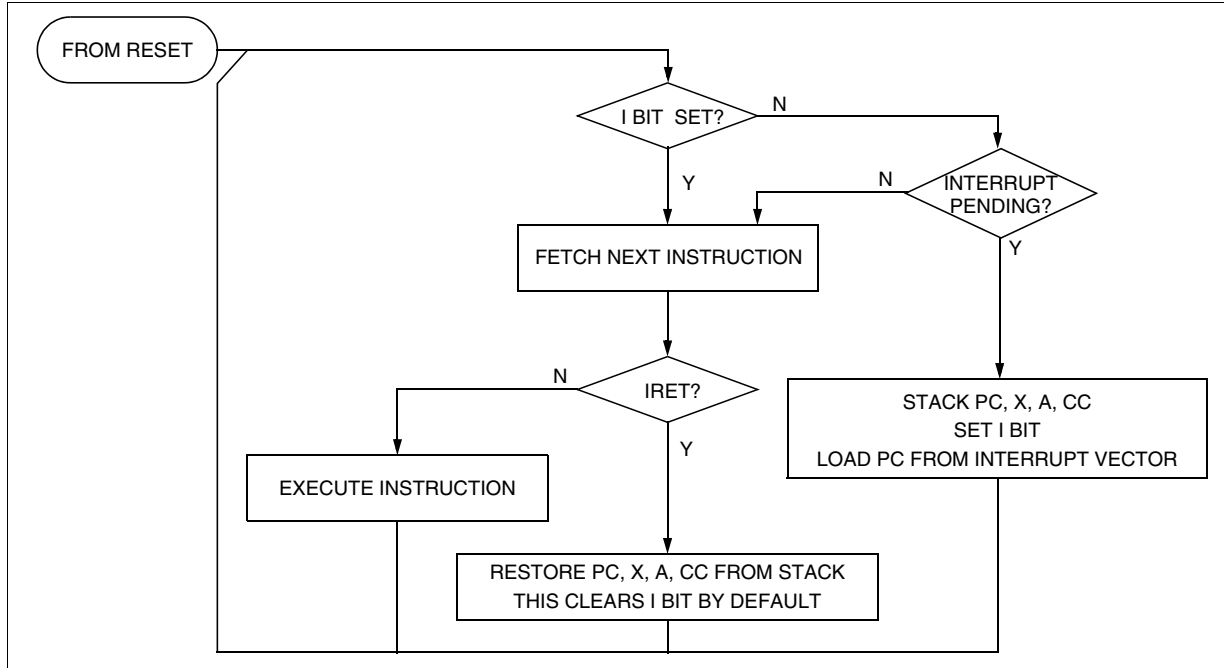 FROM RESET
I BIT SET?
N
Y
N
INTERRUPT
PENDING?
Y
FETCH NEXT INSTRUCTION
N
IRET?
Y
STACK PC, X, A, CC
SET I BIT
LOAD PC FROM INTERRUPT VECTOR
EXECUTE INSTRUCTION
RESTORE PC, X, A, CC FROM STACK
THIS CLEARS I BIT BY DEFAULT